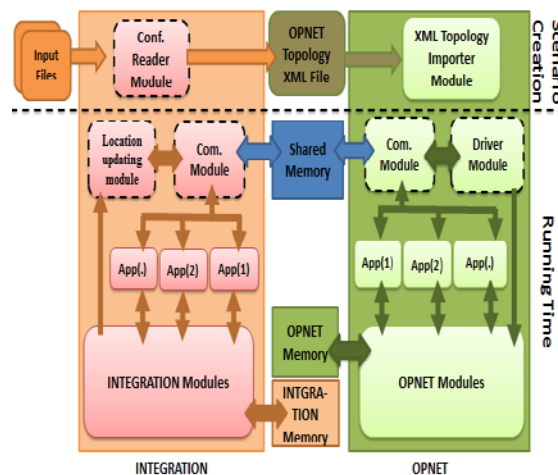 Input
Files
Conf.
Reader
Module
OPNET
Topology
XML File
XML Topology
Importer
Module
Scenario
Creation
Location
updating
module
Com.
Module
Shared
Memory
Com.
Module
Driver
Module
Running Time
App(.)
App(2)
App(1)
App(1)
App(2)
App(.)
OPNET
Memory
INTEGRATION Modules
OPNET Modules
INTGRA-
TION
Memory
INTEGRATION
OPNET